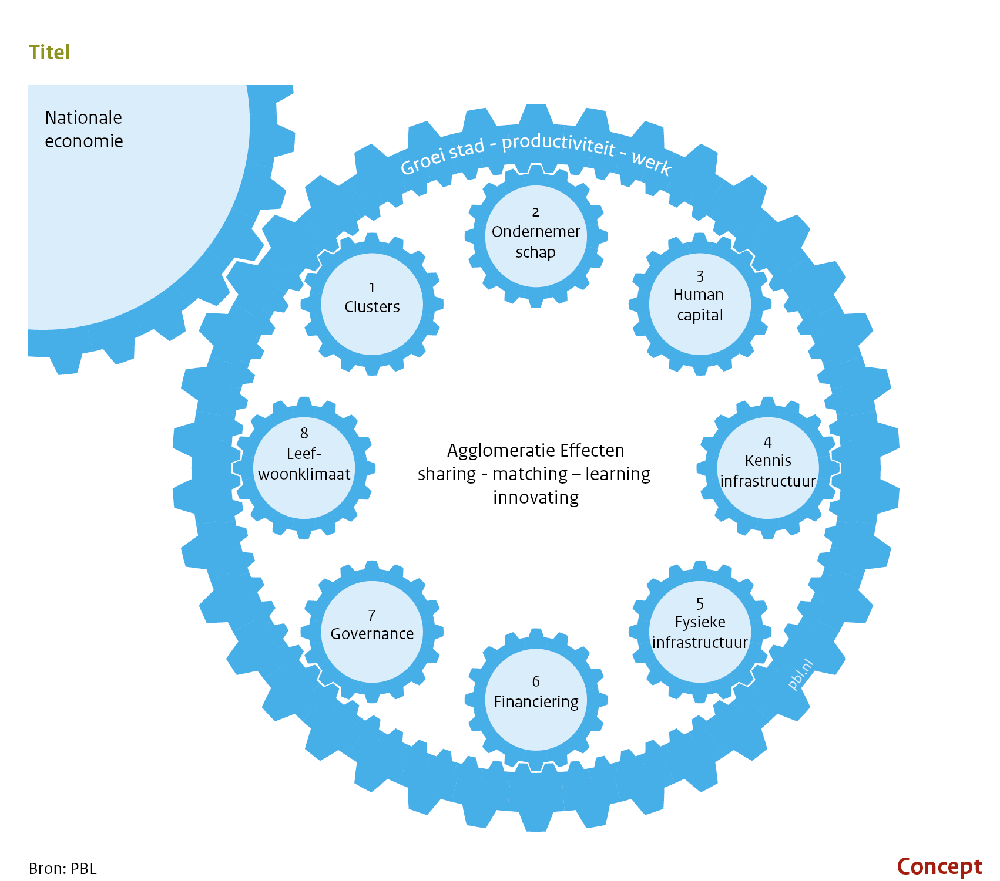 Titel
Nationale
economie
Groei stad - productiviteit - werk
1
Clusters
2
Ondernemer
schap
3
Human
capital
4
Kennis
infrastructuur
5
Fysieke
infrastructuur
6
Financiering
7
Governance
8
Leef-
woonklimaat
Agglomeratie Effecten
sharing - matching – learning
innovating
pbl.nl
Bron: PBL
Concept